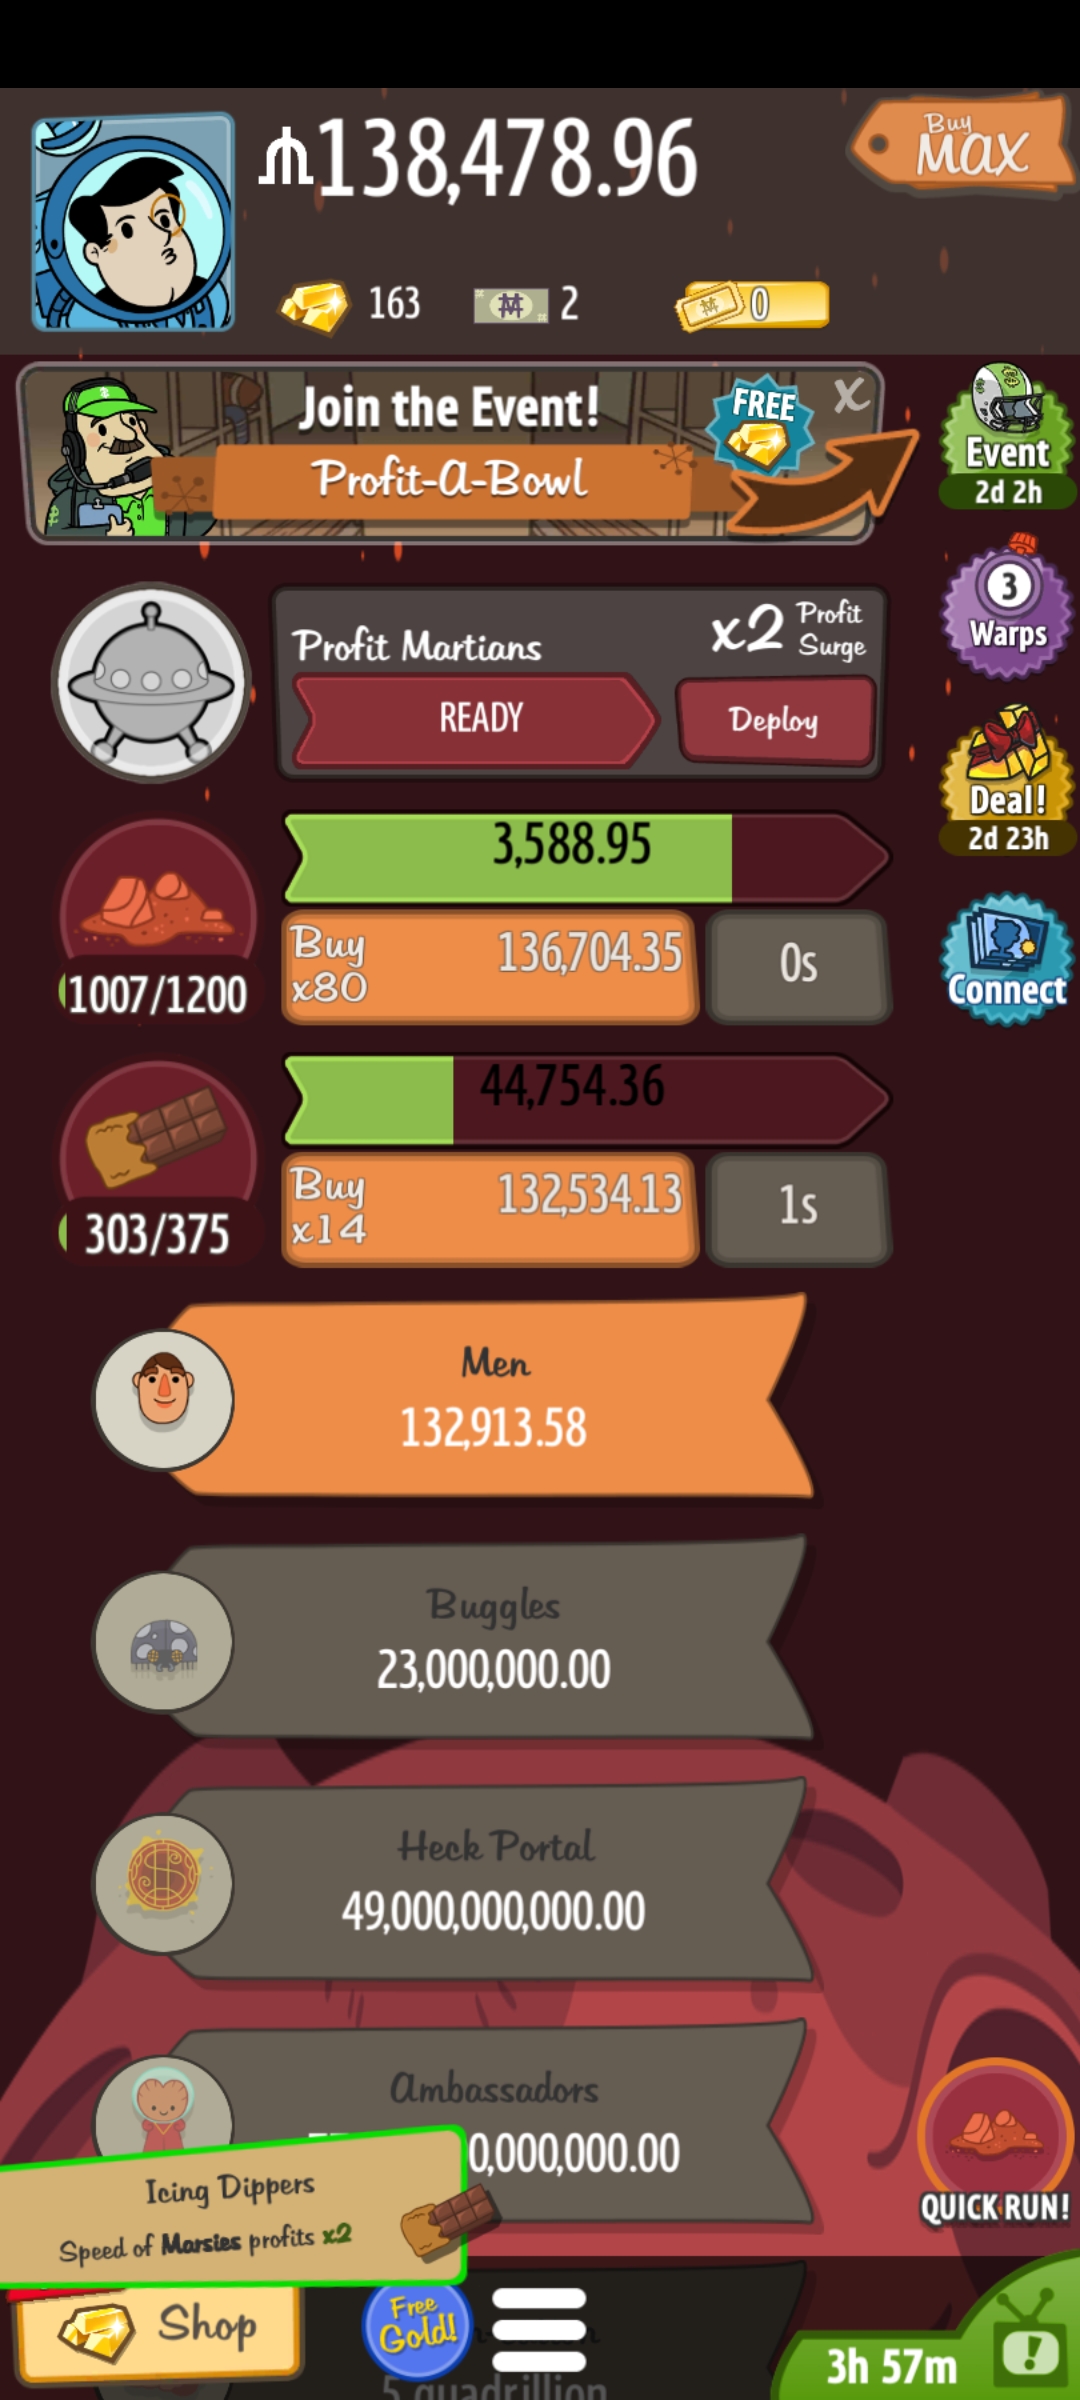 138,478.96
Buy
MAX
163
2
0
Join the Event!
Profit-A-Bowl
FREE
X
Event
2d 2h
3
Warps
Profit Martians
x2 Profit Surge
READY
Deploy
Deal!
2d 23h
3,588.95
Buy x80
136,704.35
0s
1007/1200
Connect
44,754.36
Buy x14
132,534.13
1s
303/375
Men
132,913.58
Buggles
23,000,000.00
Heck Portal
49,000,000,000.00
Ambassadors
0,000,000.00
Icing Dippers
Speed of Marsies profits x2
QUICK RUN!
Shop
Free Gold!
3h 57m
5 quadrillion